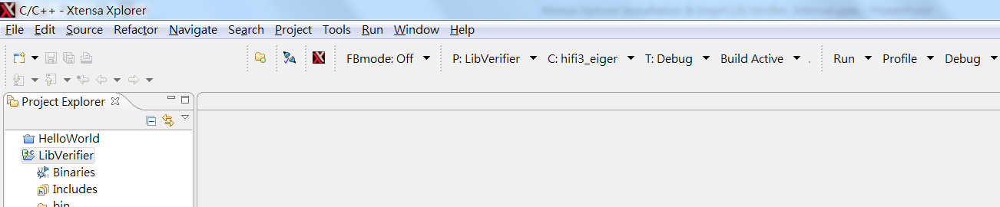 C/C++ - Xtensa Xplorer
File Edit Source Refactor Navigate Search Project Tools Run Window Help
FBmode: Off P: LibVerifier C: hifi3_eiger T: Debug Build Active Run Profile Debug
Project Explorer
HelloWorld
LibVerifier
Binaries
Includes
bin